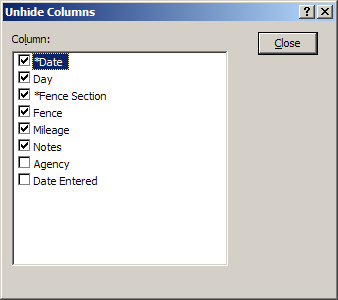 Unhide Columns
Column:
*Date
Day
*Fence Section
Fence
Mileage
Notes
Agency
Date Entered
Close